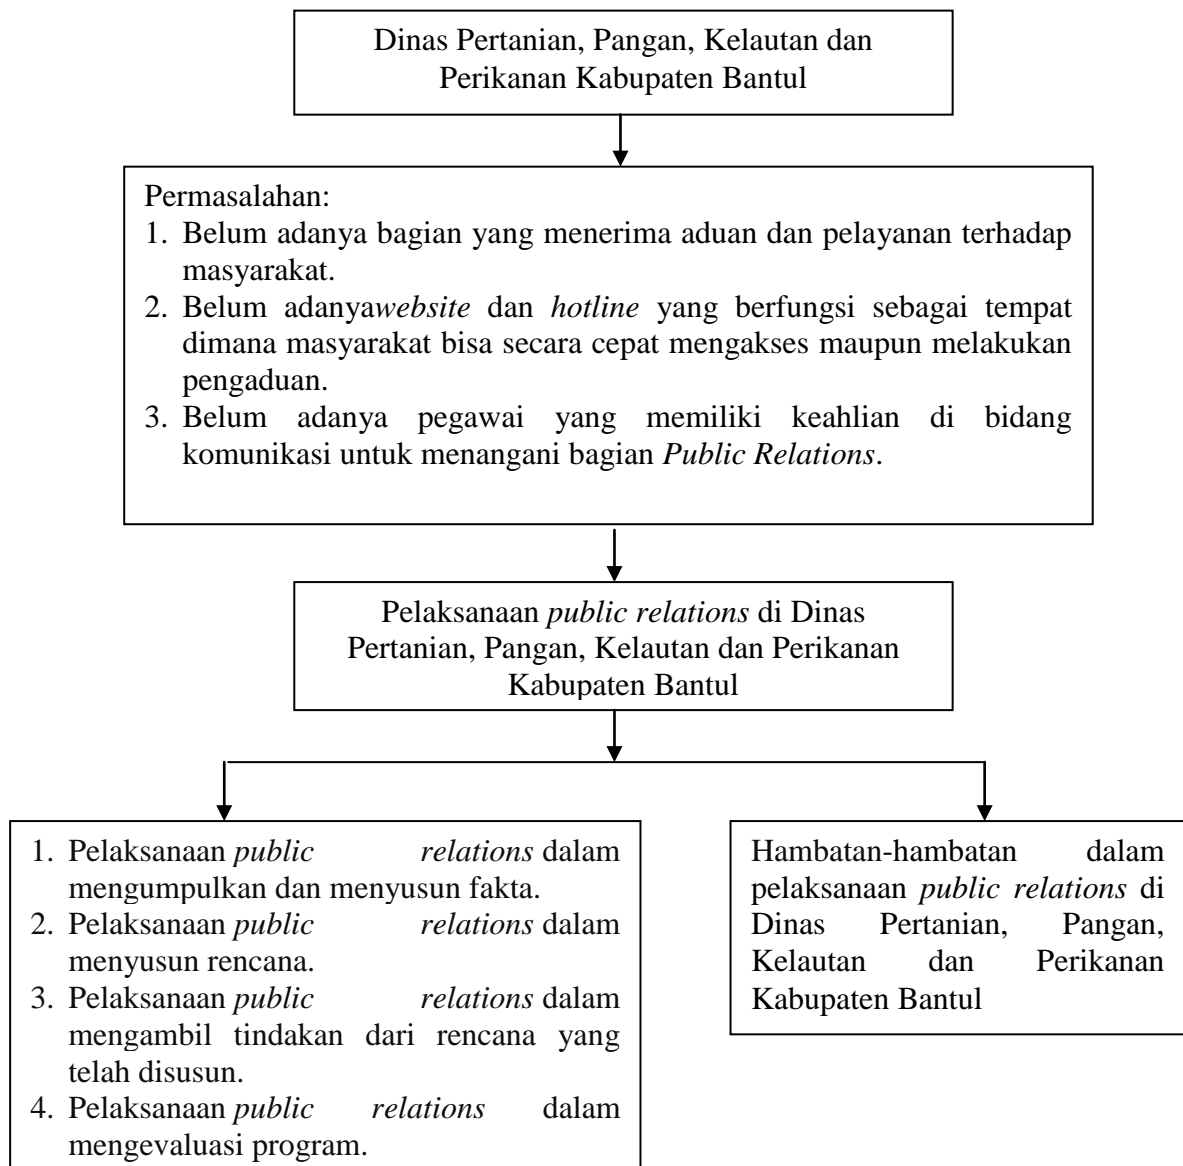 Dinas Pertanian, Pangan, Kelautan dan
Perikanan Kabupaten Bantul
Permasalahan:
1. Belum adanya bagian yang menerima aduan dan pelayanan terhadap
masyarakat.
2. Belum adanyawebsite dan hotline yang berfungsi sebagai tempat
dimana masyarakat bisa secara cepat mengakses maupun melakukan
pengaduan.
3. Belum adanya pegawai yang memiliki keahlian di bidang
komunikasi untuk menangani bagian Public Relations.
Pelaksanaan public relations di Dinas
Pertanian, Pangan, Kelautan dan Perikanan
Kabupaten Bantul
1. Pelaksanaan public relations dalam
mengumpulkan dan menyusun fakta.
2. Pelaksanaan public relations dalam
menyusun rencana.
3. Pelaksanaan public relations dalam
mengambil tindakan dari rencana yang
telah disusun.
4. Pelaksanaan public relations dalam
mengevaluasi program.
Hambatan-hambatan dalam
pelaksanaan public relations di
Dinas Pertanian, Pangan,
Kelautan dan Perikanan
Kabupaten Bantul